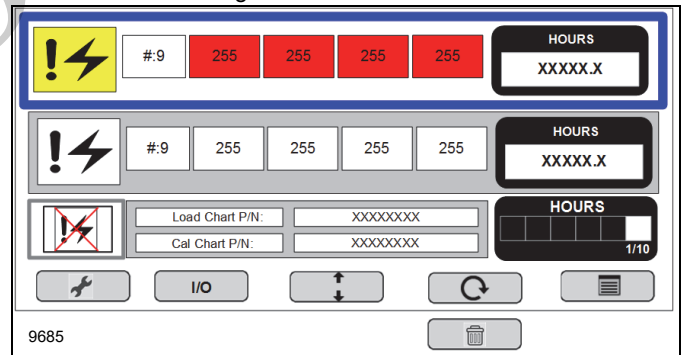 HOURS
#:9 255 255 255 255 XXXXX.X
HOURS
#:9 255 255 255 255 XXXXX.X
HOURS
Load Chart P/N: XXXXXXXX
Cal Chart P/N: XXXXXXXX
1/10
I/O
9685